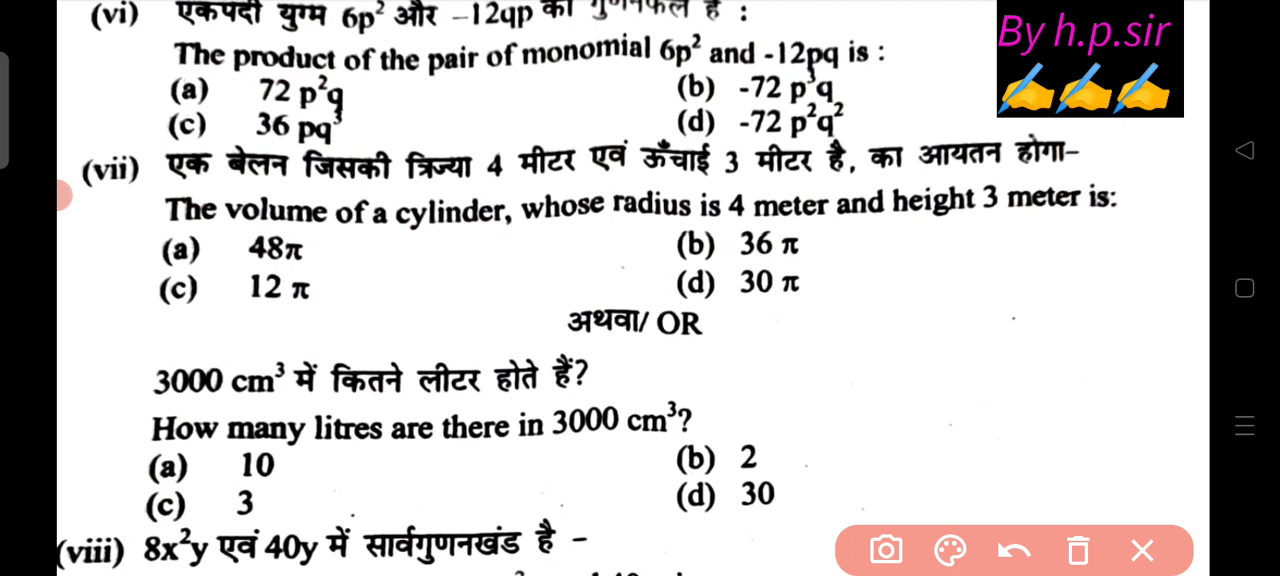 (vi) एकपदी युग्म 6p² और –12qp का गुणनफल है :
By h.p.sir
The product of the pair of monomial 6p² and -12pq is :
(a) 72 p²q (b) -72 p³q
(c) 36 pq³ (d) -72 p²q²
(vii) एक बेलन जिसकी त्रिज्या 4 मीटर एवं ऊँचाई 3 मीटर है, का आयतन होगा–
The volume of a cylinder, whose radius is 4 meter and height 3 meter is:
(a) 48π (b) 36 π
(c) 12 π (d) 30 π
अथवा/ OR
3000 cm³ में कितने लीटर होते हैं?
How many litres are there in 3000 cm³?
(a) 10 (b) 2
(c) 3 (d) 30
(viii) 8x²y एवं 40y में सार्वगुणनखंड है –